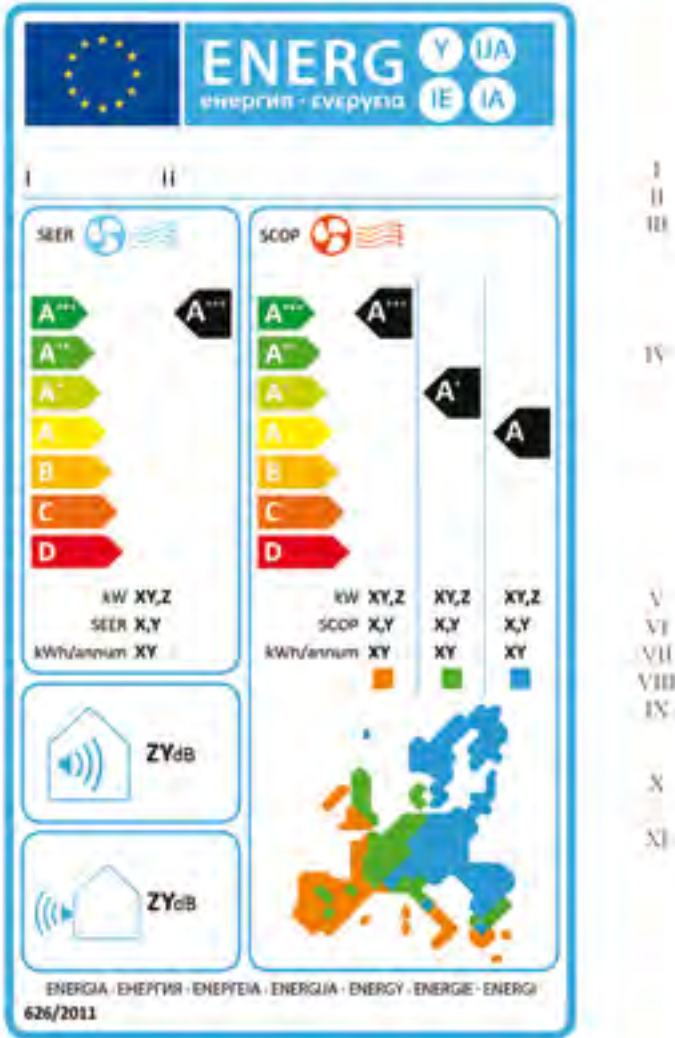 ENERG Y UA
енергия · ενεργεια IE IA
I II
I
II
III
SEER
SCOP
A+++ A+++
A++
A+
A
B
C
D
A+++ A+++
A++
A+ A+
A A
B
C
D
IV
kW XY,Z
SEER X,Y
kWh/annum XY
kW XY,Z XY,Z XY,Z
SCOP X,Y X,Y X,Y
kWh/annum XY XY XY
V
VI
VII
VIII
IX
ZYdB
X
ZYdB
XI
ENERGIA · ЕНЕРГИЯ · ΕΝΕΡΓΕΙΑ · ENERGIJA · ENERGY · ENERGIE · ENERGI
626/2011